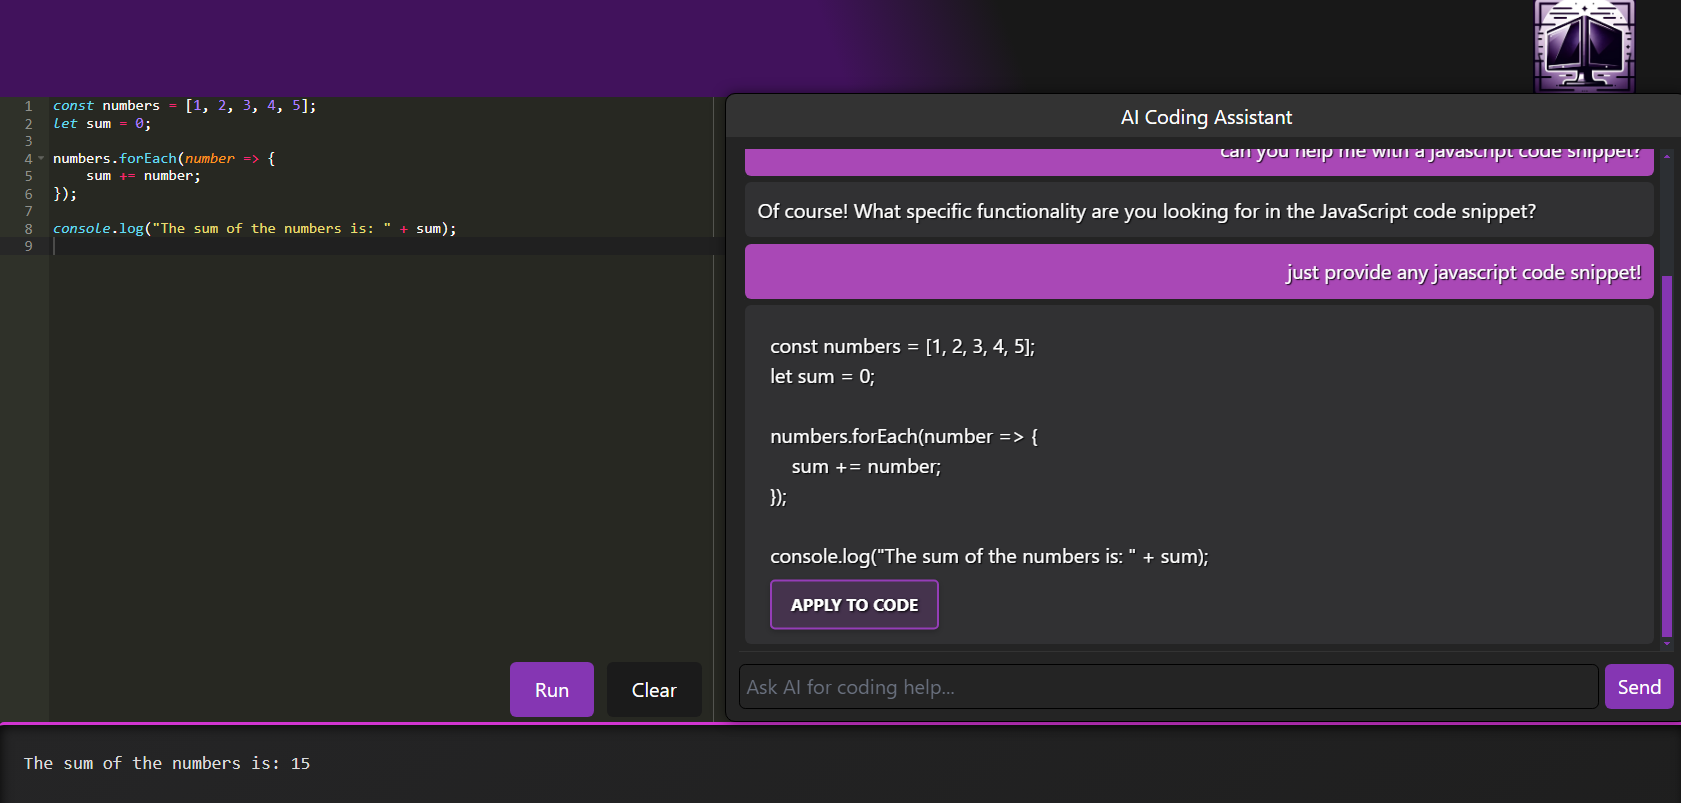 1 const numbers = [1, 2, 3, 4, 5];
2 let sum = 0;
3
4 numbers.forEach(number => {
5     sum += number;
6 });
7
8 console.log("The sum of the numbers is: " + sum);
9
Run
Clear
AI Coding Assistant
can you help me with a javascript code snippet?
Of course! What specific functionality are you looking for in the JavaScript code snippet?
just provide any javascript code snippet!
const numbers = [1, 2, 3, 4, 5];
let sum = 0;
numbers.forEach(number => {
    sum += number;
});
console.log("The sum of the numbers is: " + sum);
APPLY TO CODE
Ask AI for coding help...
Send
The sum of the numbers is: 15